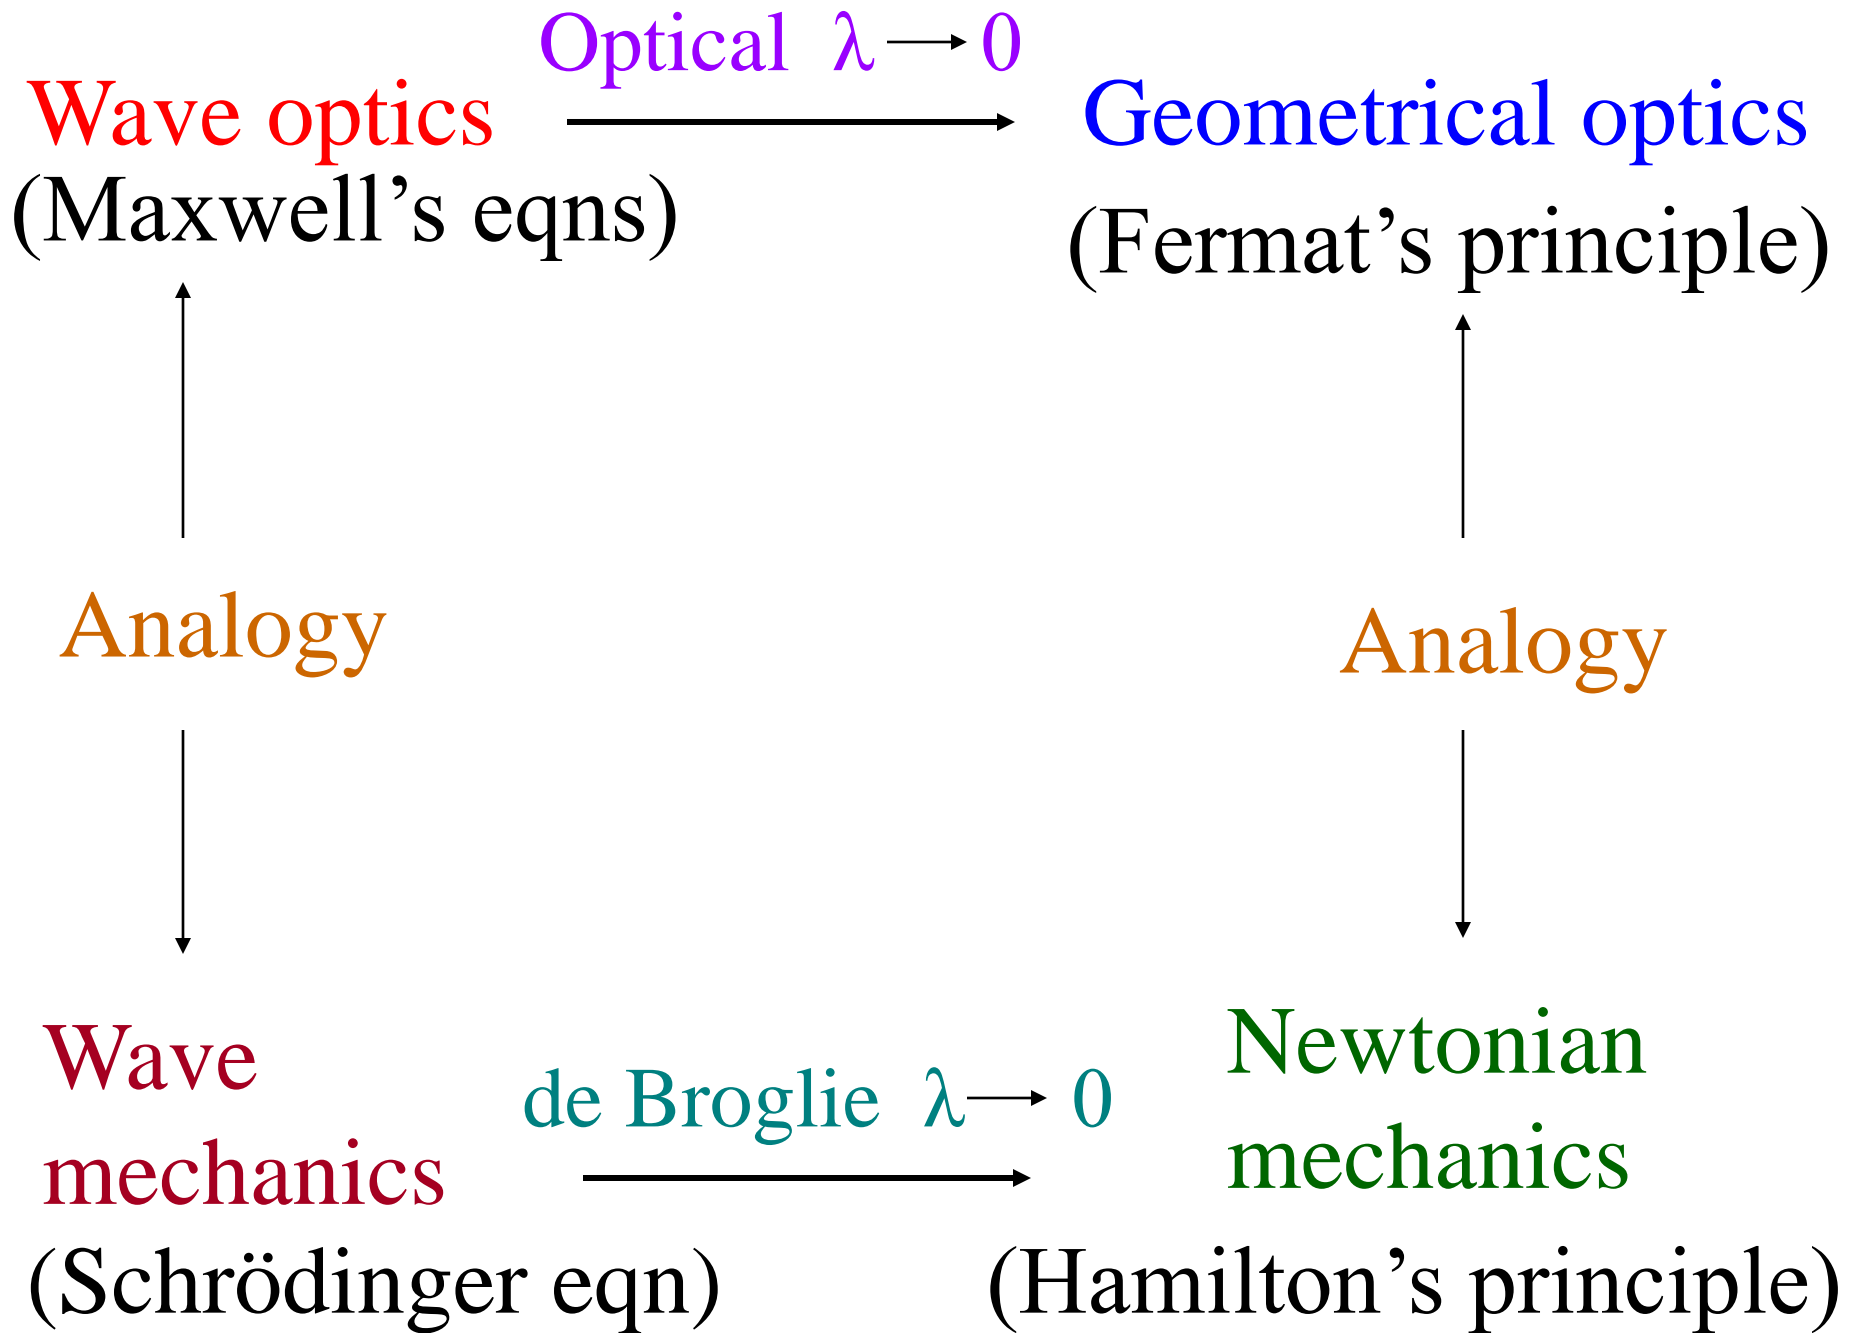 Optical λ → 0
Wave optics
Geometrical optics
(Maxwell’s eqns)
(Fermat’s principle)
Analogy
Analogy
Wave
mechanics
de Broglie λ → 0
Newtonian
mechanics
(Schrödinger eqn)
(Hamilton’s principle)